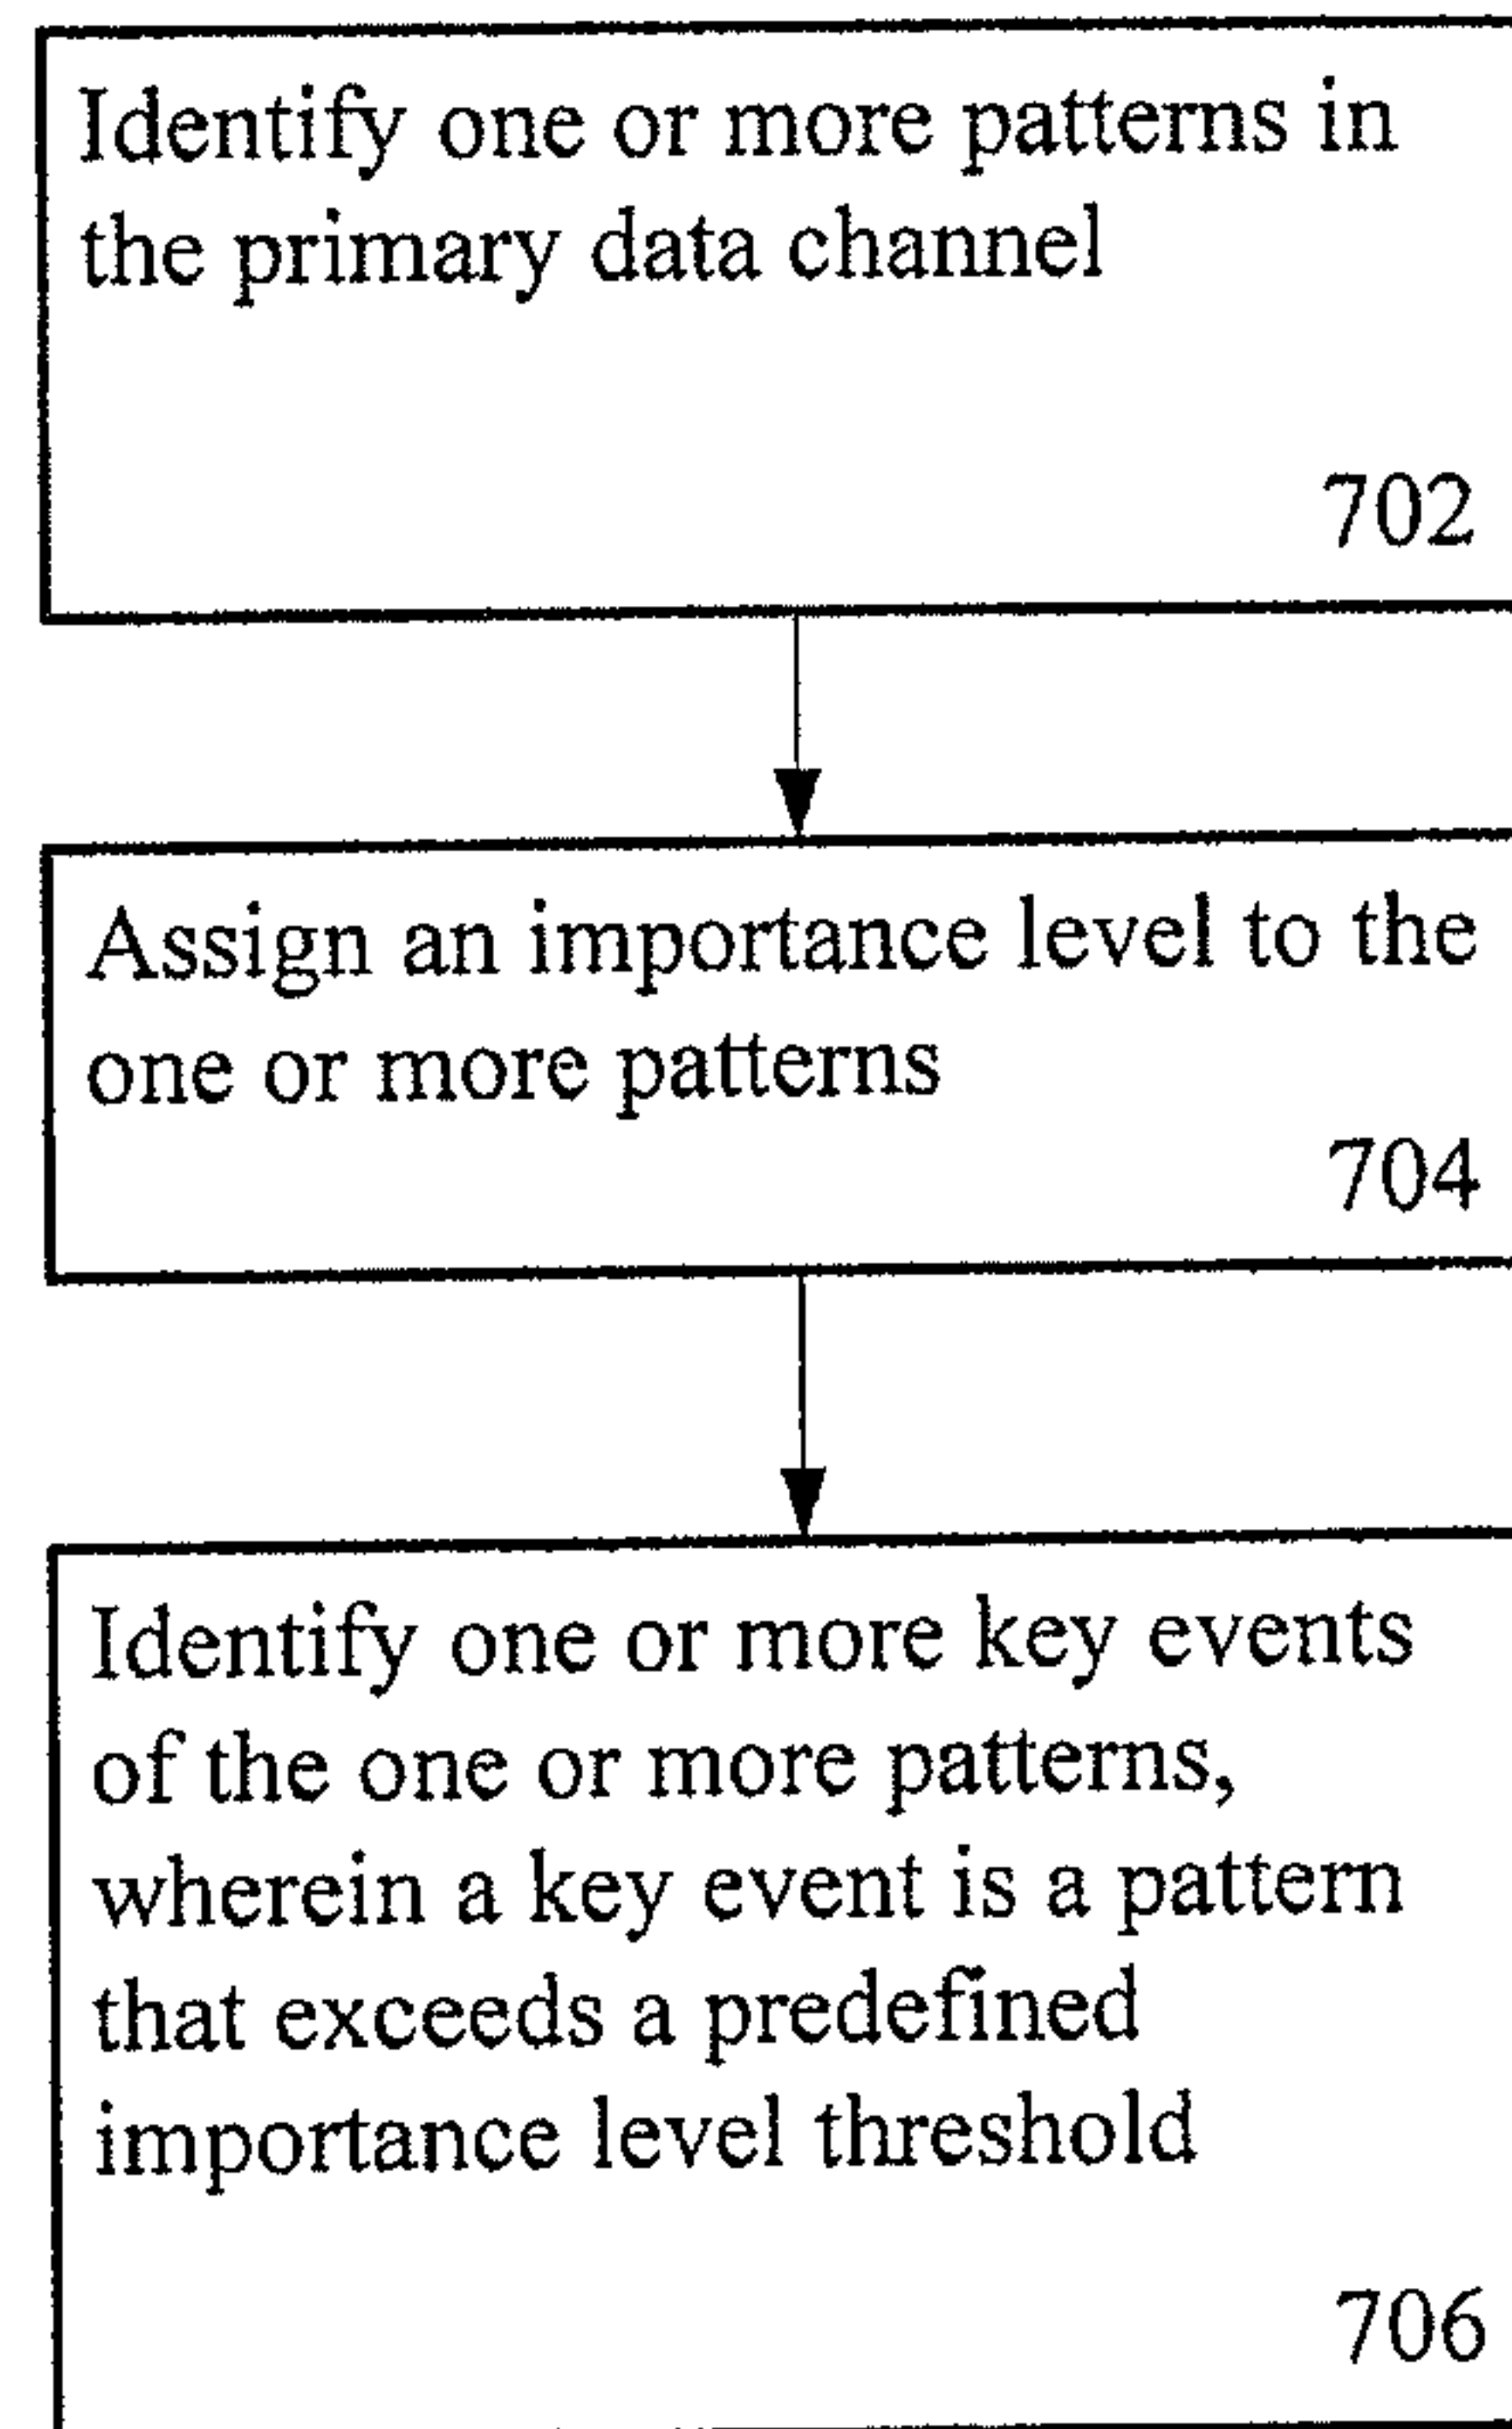 Identify one or more patterns in
the primary data channel
702
Assign an importance level to the
one or more patterns
704
Identify one or more key events
of the one or more patterns,
wherein a key event is a pattern
that exceeds a predefined
importance level threshold
706